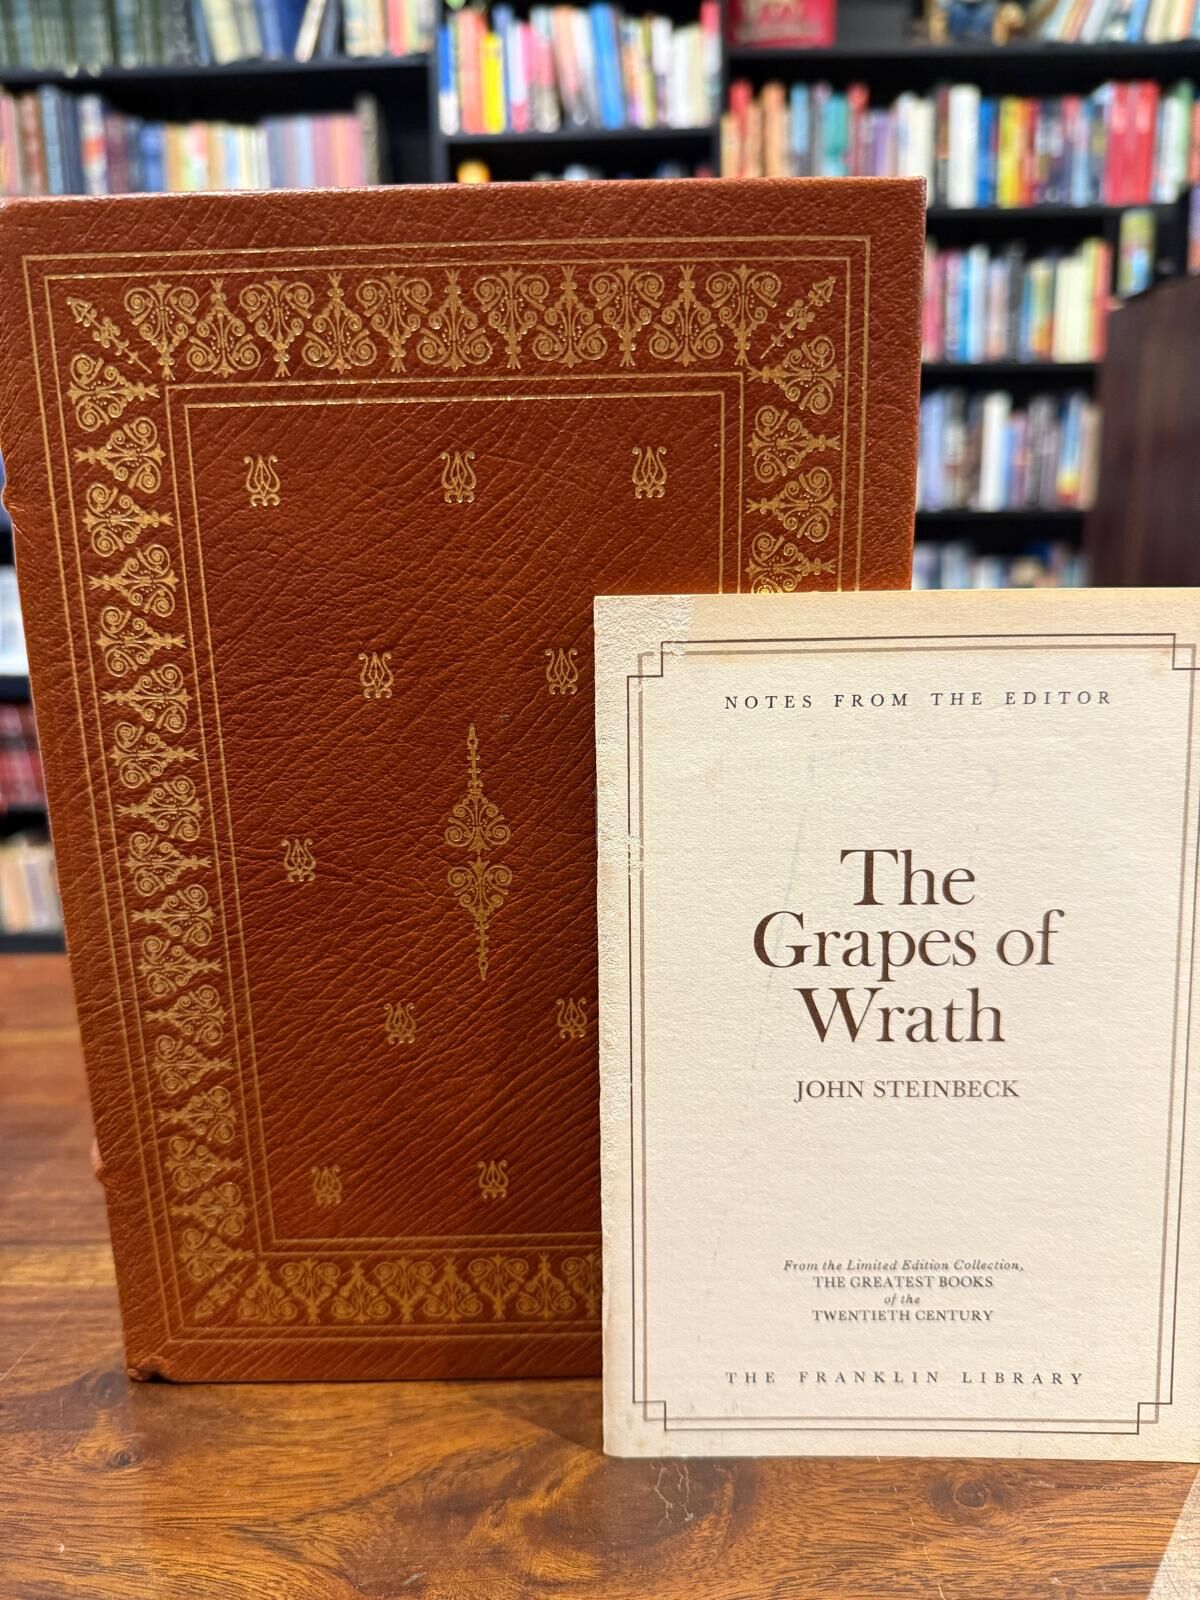 NOTES FROM THE EDITOR
The
Grapes of
Wrath
JOHN STEINBECK
From the Limited Edition Collection,
THE GREATEST BOOKS
of the
TWENTIETH CENTURY
THE FRANKLIN LIBRARY